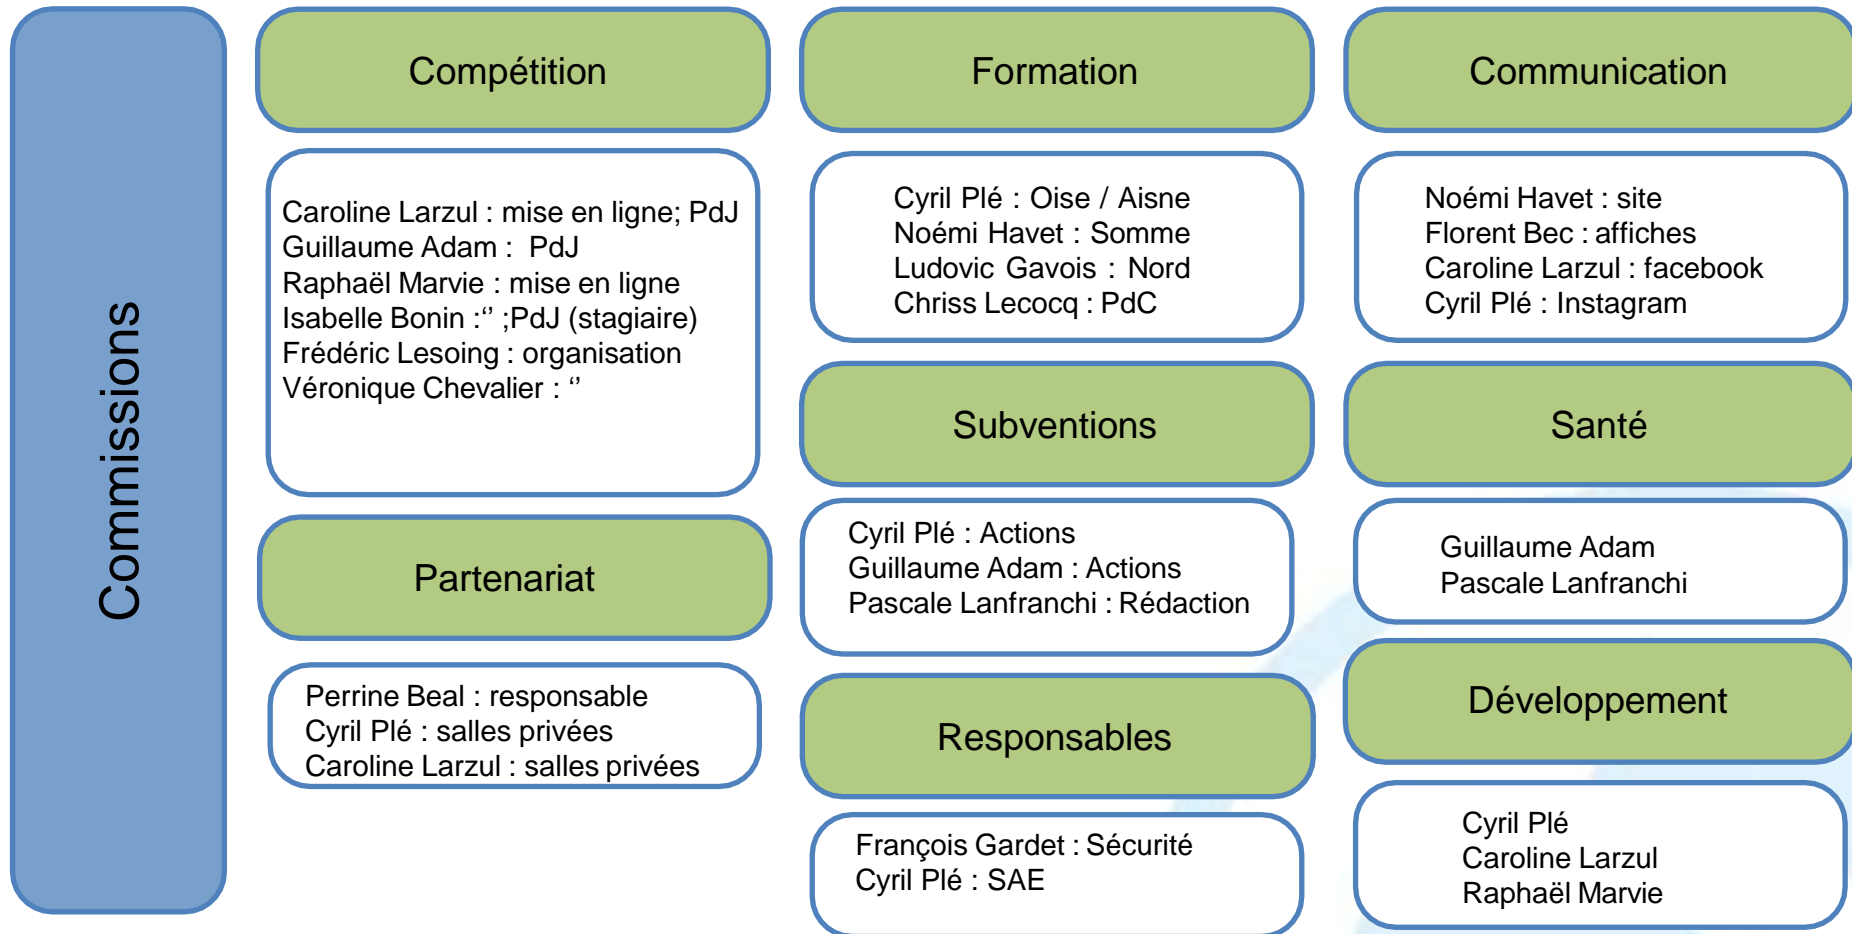 Commissions
Compétition
Caroline Larzul : mise en ligne; PdJ
Guillaume Adam :  PdJ
Raphaël Marvie : mise en ligne
Isabelle Bonin :‘’ ;PdJ (stagiaire)
Frédéric Lesoing : organisation
Véronique Chevalier : ‘’
Partenariat
Perrine Beal : responsable
Cyril Plé : salles privées
Caroline Larzul : salles privées
Formation
Cyril Plé : Oise / Aisne
Noémi Havet : Somme
Ludovic Gavois : Nord
Chriss Lecocq : PdC
Subventions
Cyril Plé : Actions
Guillaume Adam : Actions
Pascale Lanfranchi : Rédaction
Responsables
François Gardet : Sécurité
Cyril Plé : SAE
Communication
Noémi Havet : site
Florent Bec : affiches
Caroline Larzul : facebook
Cyril Plé : Instagram
Santé
Guillaume Adam
Pascale Lanfranchi
Développement
Cyril Plé
Caroline Larzul
Raphaël Marvie